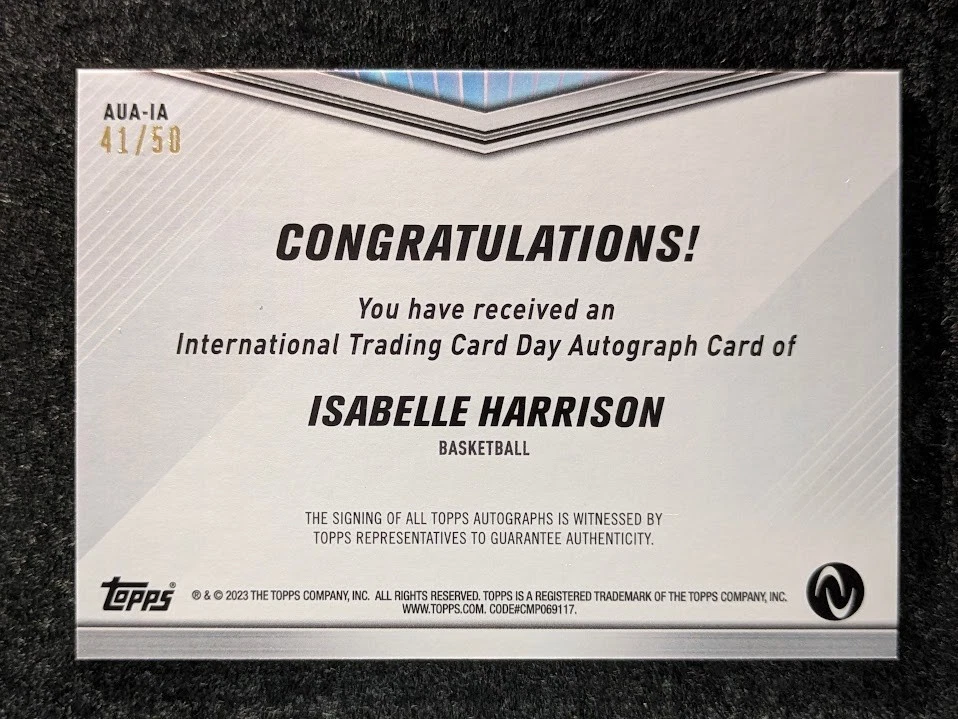 AUA-IA
41/50
CONGRATULATIONS!
You have received an
International Trading Card Day Autograph Card of
ISABELLE HARRISON
BASKETBALL
THE SIGNING OF ALL TOPPS AUTOGRAPHS IS WITNESSED BY
TOPPS REPRESENTATIVES TO GUARANTEE AUTHENTICITY.
topps® ® & © 2023 THE TOPPS COMPANY, INC. ALL RIGHTS RESERVED. TOPPS IS A REGISTERED TRADEMARK OF THE TOPPS COMPANY, INC.
WWW.TOPPS.COM. CODE#CMP069117.